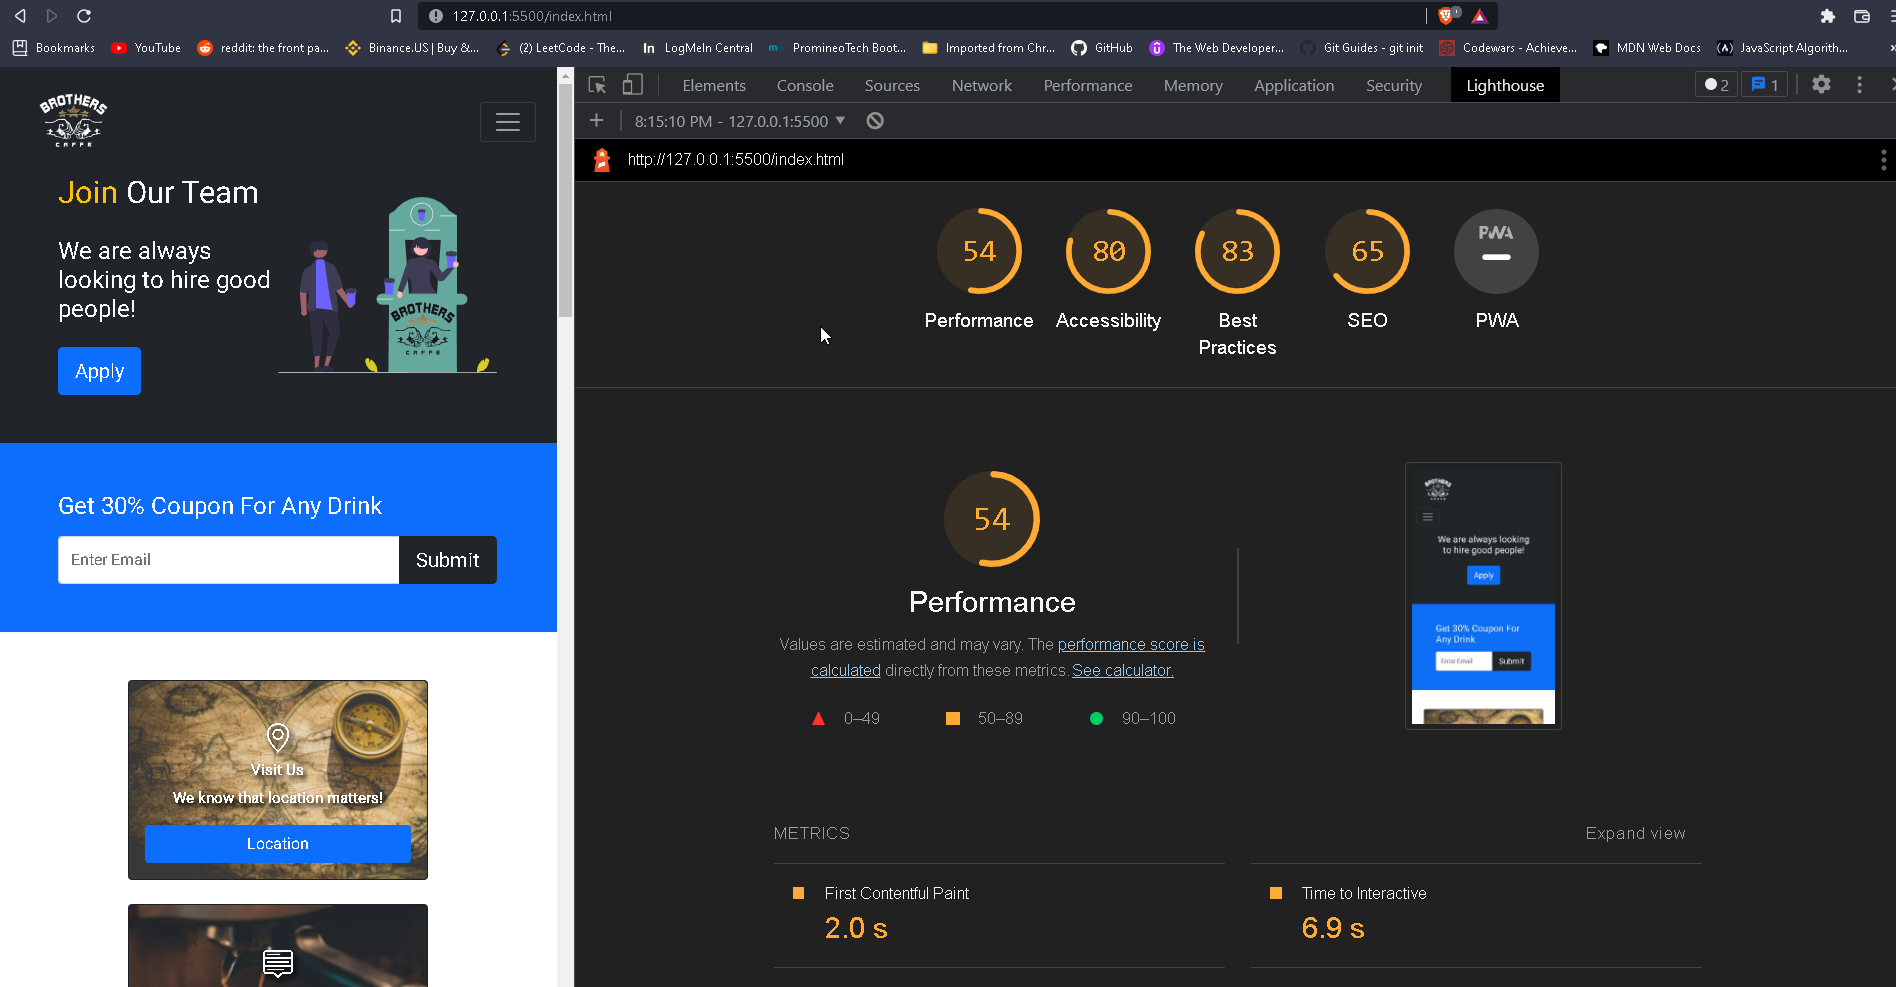 127.0.0.1:5500/index.html
Bookmarks
YouTube
reddit: the front pa...
Binance.US | Buy &...
(2) LeetCode - The...
LogMeIn Central
PromineoTech Boot...
Imported from Chr...
GitHub
The Web Developer...
Git Guides - git init
Codewars - Achieve...
MDN Web Docs
JavaScript Algorith...
BROTHERS
CAFFE
Join Our Team
We are always
looking to hire good
people!
Apply
BROTHERS
CAFFE
Get 30% Coupon For Any Drink
Enter Email
Submit
Visit Us
We know that location matters!
Location
Elements
Console
Sources
Network
Performance
Memory
Application
Security
Lighthouse
2
1
8:15:10 PM - 127.0.0.1:5500
http://127.0.0.1:5500/index.html
54
Performance
80
Accessibility
83
Best
Practices
65
SEO
PWA
PWA
54
Performance
Values are estimated and may vary. The performance score is
calculated directly from these metrics. See calculator.
0–49
50–89
90–100
BROTHERS
We are always looking
to hire good people!
Apply
Get 30% Coupon For
Any Drink
Enter Email
Submit
METRICS
Expand view
First Contentful Paint
2.0 s
Time to Interactive
6.9 s